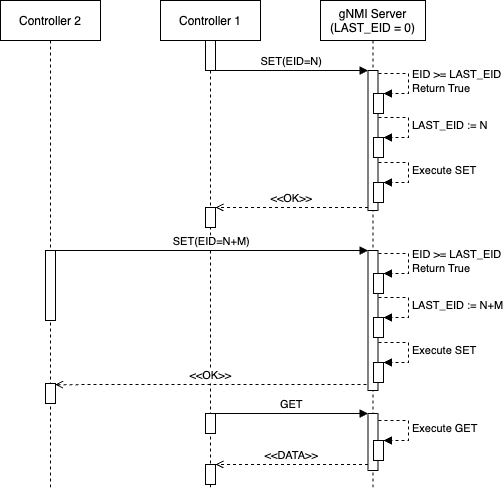 Controller 2
Controller 1
gNMI Server
(LAST_EID = 0)
SET(EID=N)
EID >= LAST_EID
Return True
LAST_EID := N
Execute SET
<<OK>>
SET(EID=N+M)
EID >= LAST_EID
Return True
LAST_EID := N+M
Execute SET
<<OK>>
GET
Execute GET
<<DATA>>